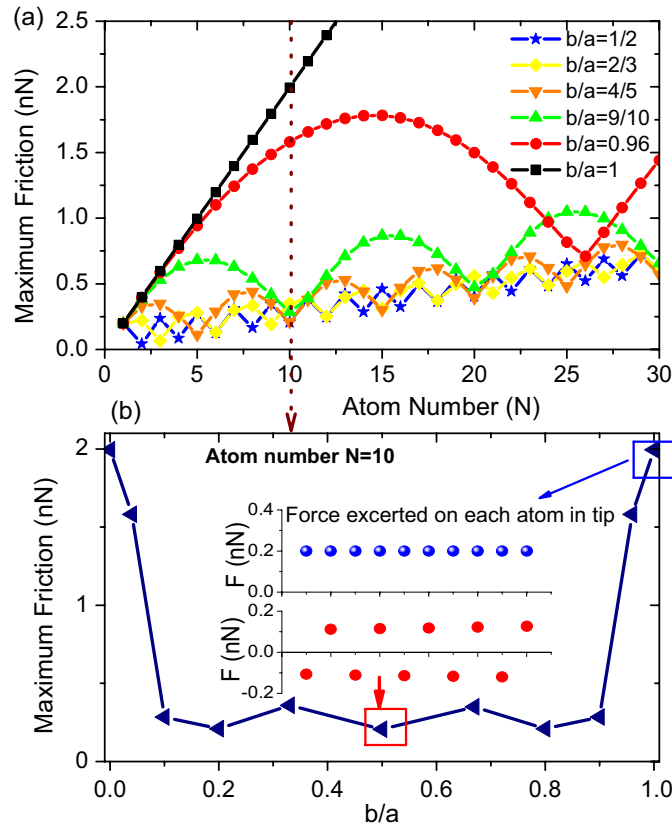 (a)
2.5
2.0
1.5
1.0
0.5
0.0
Maximum Friction (nN)
b/a=1/2
b/a=2/3
b/a=4/5
b/a=9/10
b/a=0.96
b/a=1
0 5 10 15 20 25 30
Atom Number (N)
(b)
2
1
0
Maximum Friction (nN)
Atom number N=10
Force excerted on each atom in tip
0.4
0.2
0.0
F (nN)
0.2
0.0
-0.2
F (nN)
0.0 0.2 0.4 0.6 0.8 1.0
b/a